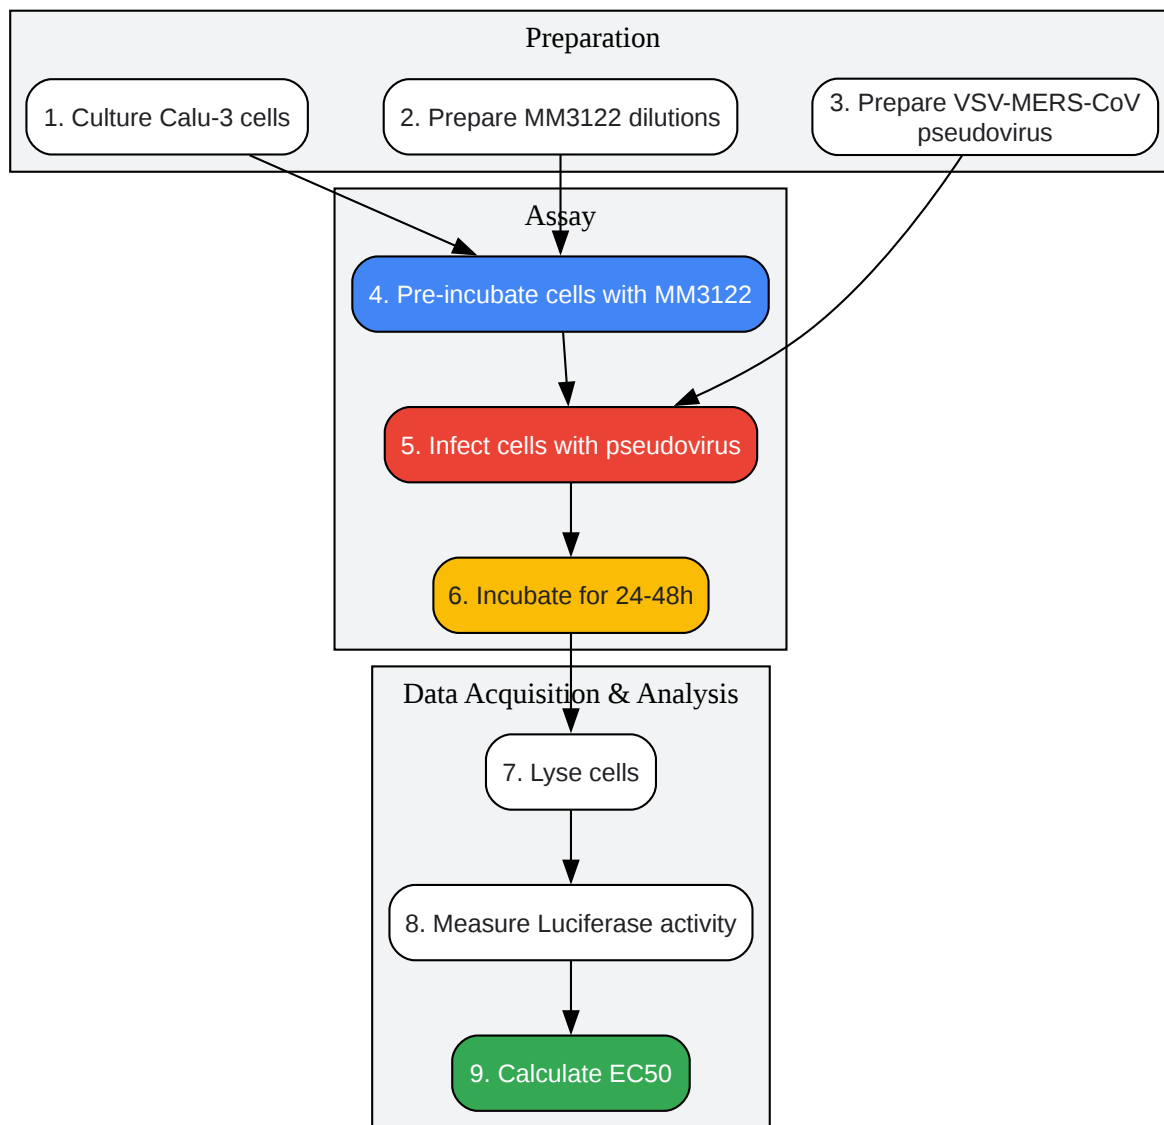 Preparation
1. Culture Calu-3 cells
2. Prepare MM3122 dilutions
3. Prepare VSV-MERS-CoV
pseudovirus
Assay
4. Pre-incubate cells with MM3122
5. Infect cells with pseudovirus
6. Incubate for 24-48h
Data Acquisition & Analysis
7. Lyse cells
8. Measure Luciferase activity
9. Calculate EC50